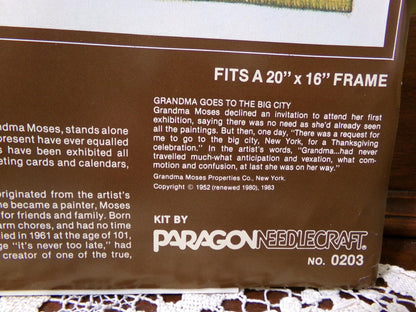 FITS A 20" x 16" FRAME
GRANDMA GOES TO THE BIG CITY
Grandma Moses declined an invitation to attend her first
exhibition, saying there was no need as she'd already seen
all the paintings. But then, one day, "There was a request for
me to go to the big city, New York, for a Thanksgiving
celebration." In the artist's words, "Grandma...had never
travelled much-what anticipation and vexation, what com-
motion and confusion, at last she was on her way."
Grandma Moses Properties Co., New York.
Copyright © 1952 (renewed 1980), 1983
Moses, stands alone
present have ever equalled
have been exhibited all
cards and calendars,
originated from the artist's
became a painter, Moses
for friends and family. Born
chores, and had no time
died in 1961 at the age of 101,
"it's never too late," had
creator of one of the true,
KIT BY
PARAGON NEEDLECRAFT®
NO. 0203